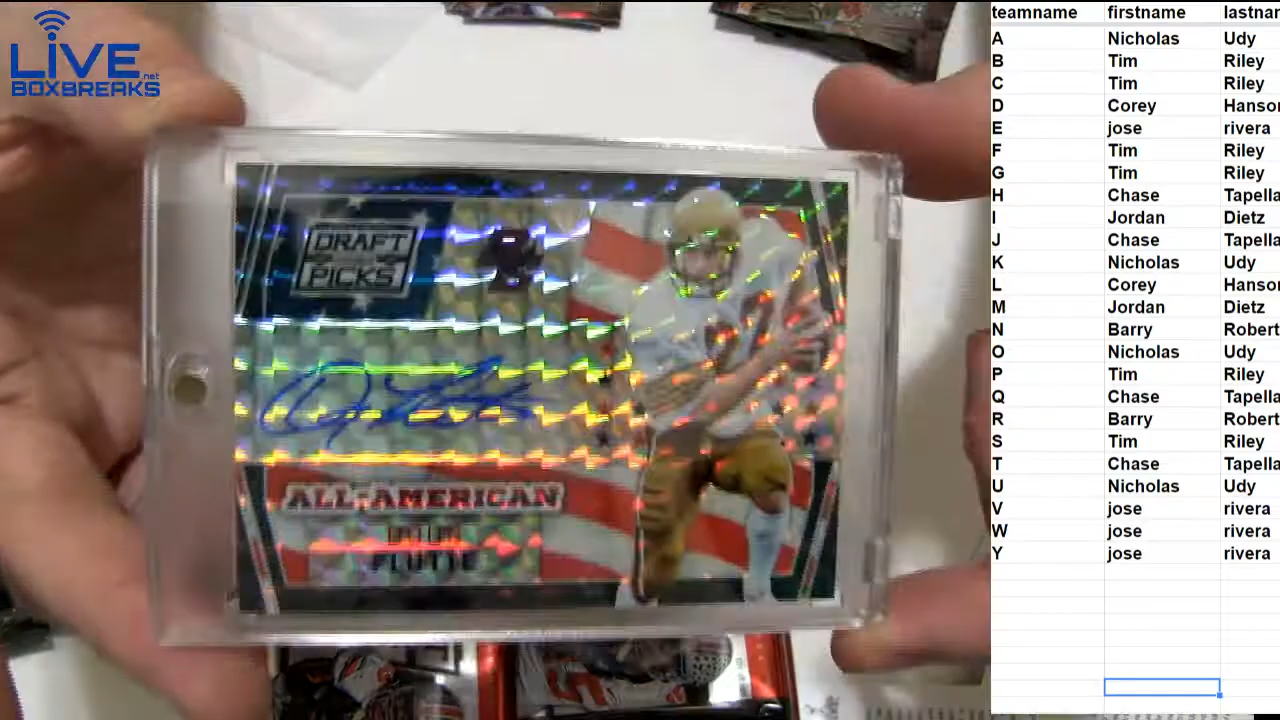 LIVE
.net
BOXBREAKS
DRAFT
PICKS
ALL-AMERICAN
FLUTIE
teamname firstname lastnar
A Nicholas Udy
B Tim Riley
C Tim Riley
D Corey Hansor
E jose rivera
F Tim Riley
G Tim Riley
H Chase Tapella
I Jordan Dietz
J Chase Tapella
K Nicholas Udy
L Corey Hansor
M Jordan Dietz
N Barry Robert
O Nicholas Udy
P Tim Riley
Q Chase Tapella
R Barry Robert
S Tim Riley
T Chase Tapella
U Nicholas Udy
V jose rivera
W jose rivera
Y jose rivera